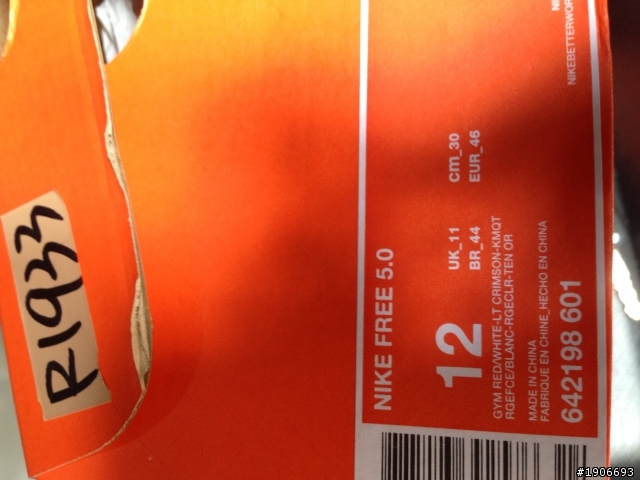 R1933
NIKE FREE 5.0
12
UK_11
cm_30
BR_44
EUR_46
GYM RED/WHITE-LT CRIMSON-KMQT
RGEFCE/BLANC-RGECLR-TEN OR
MADE IN CHINA
FABRIQUE EN CHINE_HECHO EN CHINA
642198 601
#1906693